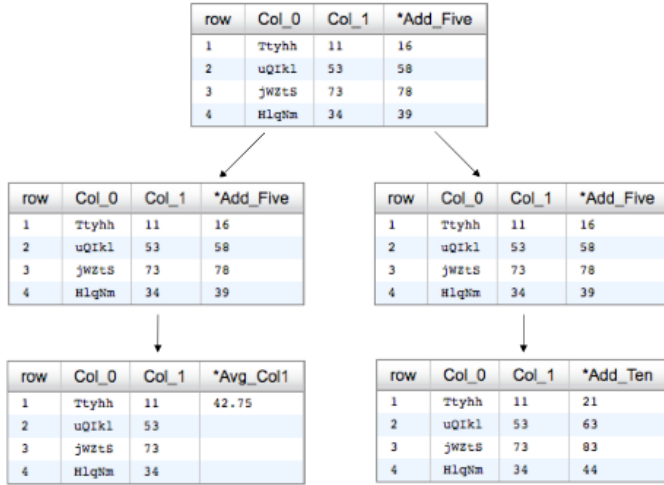 row Col_0 Col_1 *Add_Five
1 Ttyhh 11 16
2 uQIkl 53 58
3 jWZtS 73 78
4 HlqNm 34 39
row Col_0 Col_1 *Add_Five
1 Ttyhh 11 16
2 uQIkl 53 58
3 jWZtS 73 78
4 HlqNm 34 39
row Col_0 Col_1 *Add_Five
1 Ttyhh 11 16
2 uQIkl 53 58
3 jWZtS 73 78
4 HlqNm 34 39
row Col_0 Col_1 *Avg_Col1
1 Ttyhh 11 42.75
2 uQIkl 53
3 jWZtS 73
4 HlqNm 34
row Col_0 Col_1 *Add_Ten
1 Ttyhh 11 21
2 uQIkl 53 63
3 jWZtS 73 83
4 HlqNm 34 44